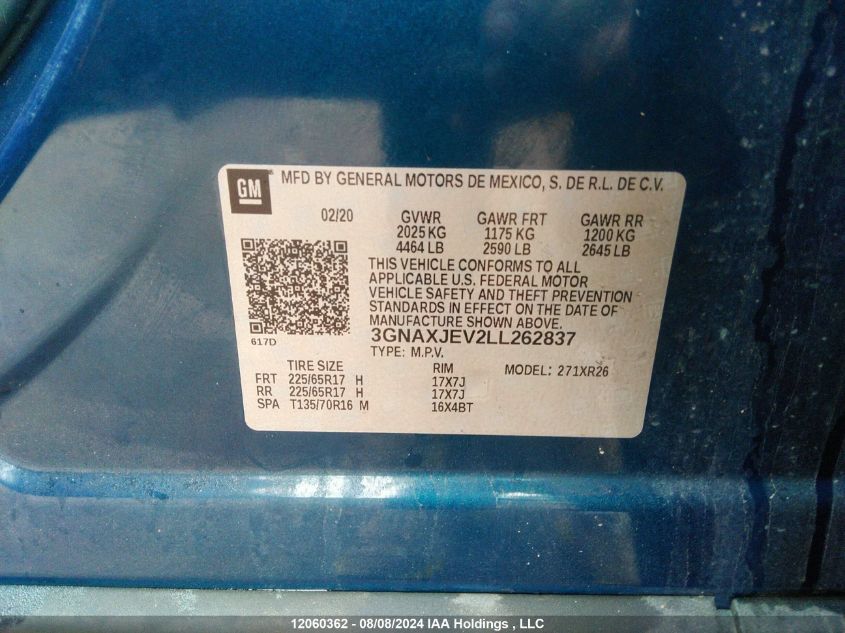 GM MFD BY GENERAL MOTORS DE MEXICO, S. DE R.L. DE C.V.
02/20 GVWR GAWR FRT GAWR RR
2025 KG 1175 KG 1200 KG
4464 LB 2590 LB 2645 LB
THIS VEHICLE CONFORMS TO ALL
APPLICABLE U.S. FEDERAL MOTOR
VEHICLE SAFETY AND THEFT PREVENTION
STANDARDS IN EFFECT ON THE DATE OF
MANUFACTURE SHOWN ABOVE.
617D 3GNAXJEV2LL262837
TYPE: M.P.V.
TIRE SIZE RIM MODEL: 271XR26
FRT 225/65R17 H 17X7J
RR 225/65R17 H 17X7J
SPA T135/70R16 M 16X4BT
12060362 - 08/08/2024 IAA Holdings , LLC